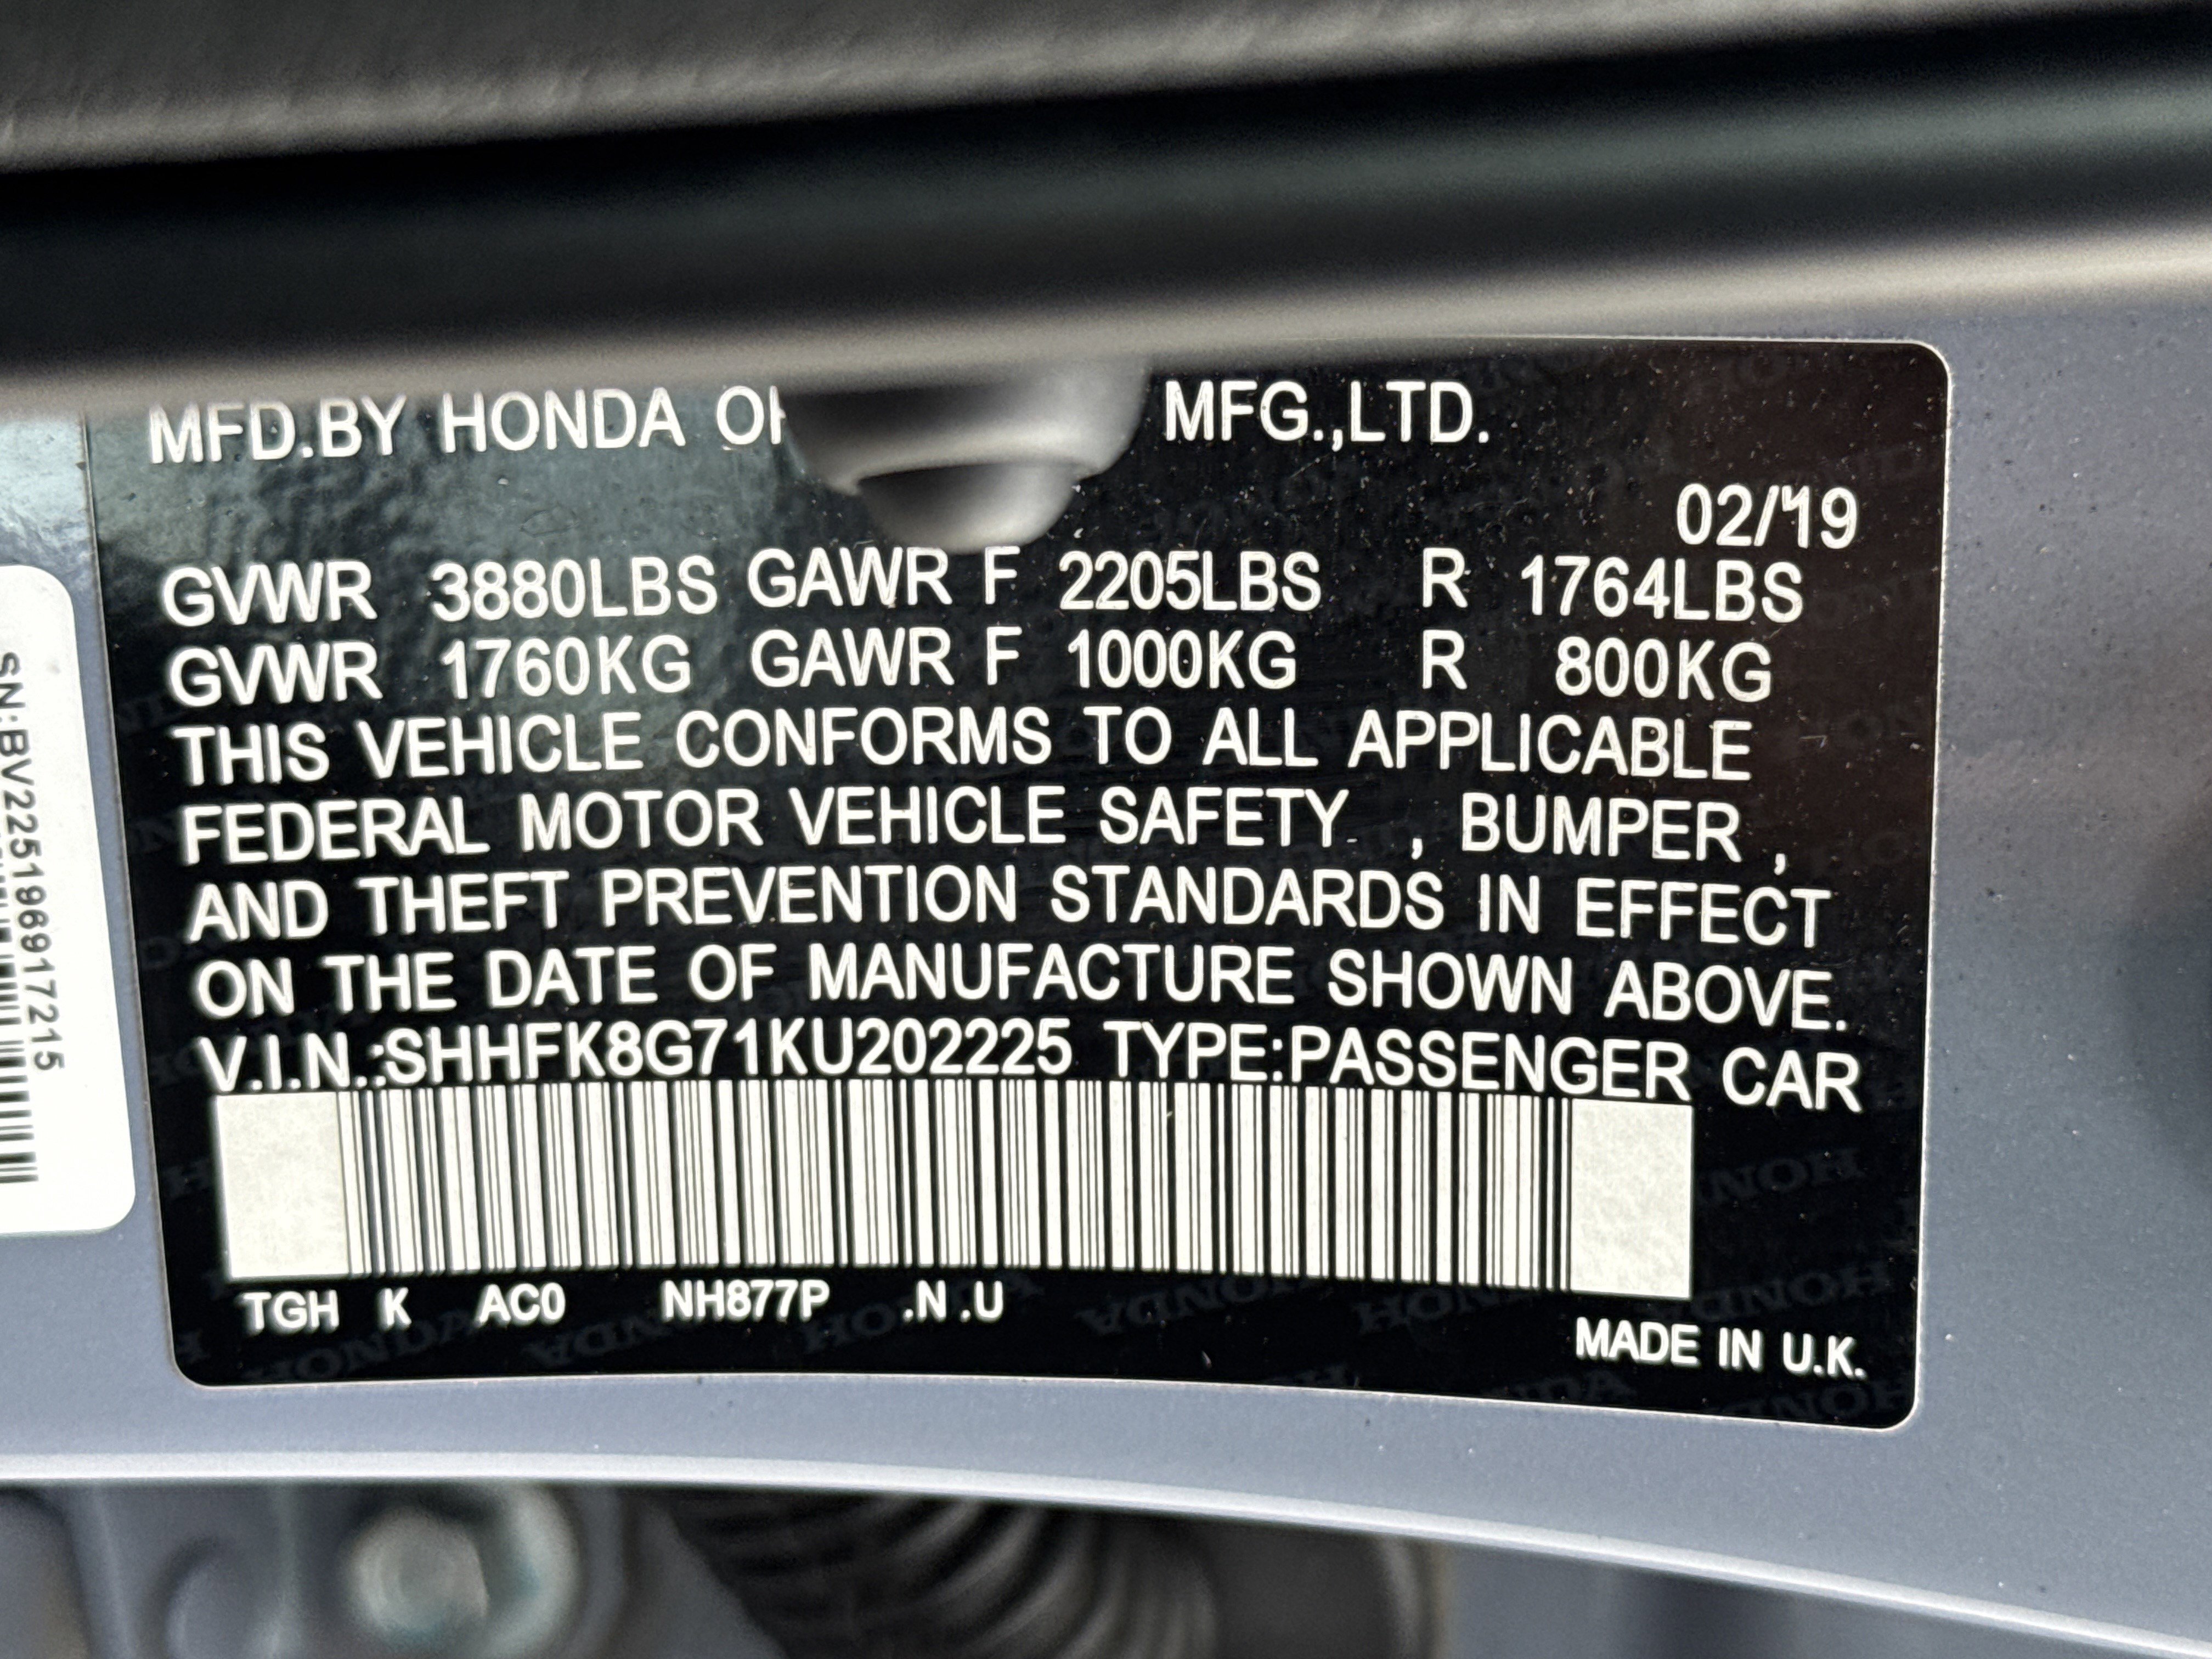 MFD.BY HONDA MFG.,LTD.
02/19
GVWR 3880LBS GAWR F 2205LBS R 1764LBS
GVWR 1760KG GAWR F 1000KG R 800KG
THIS VEHICLE CONFORMS TO ALL APPLICABLE
FEDERAL MOTOR VEHICLE SAFETY , BUMPER ,
AND THEFT PREVENTION STANDARDS IN EFFECT
ON THE DATE OF MANUFACTURE SHOWN ABOVE.
V.I.N.:SHHFK8G71KU202225 TYPE:PASSENGER CAR
TGH K AC0 NH877P .N .U
MADE IN U.K.
SN:BV225196917215